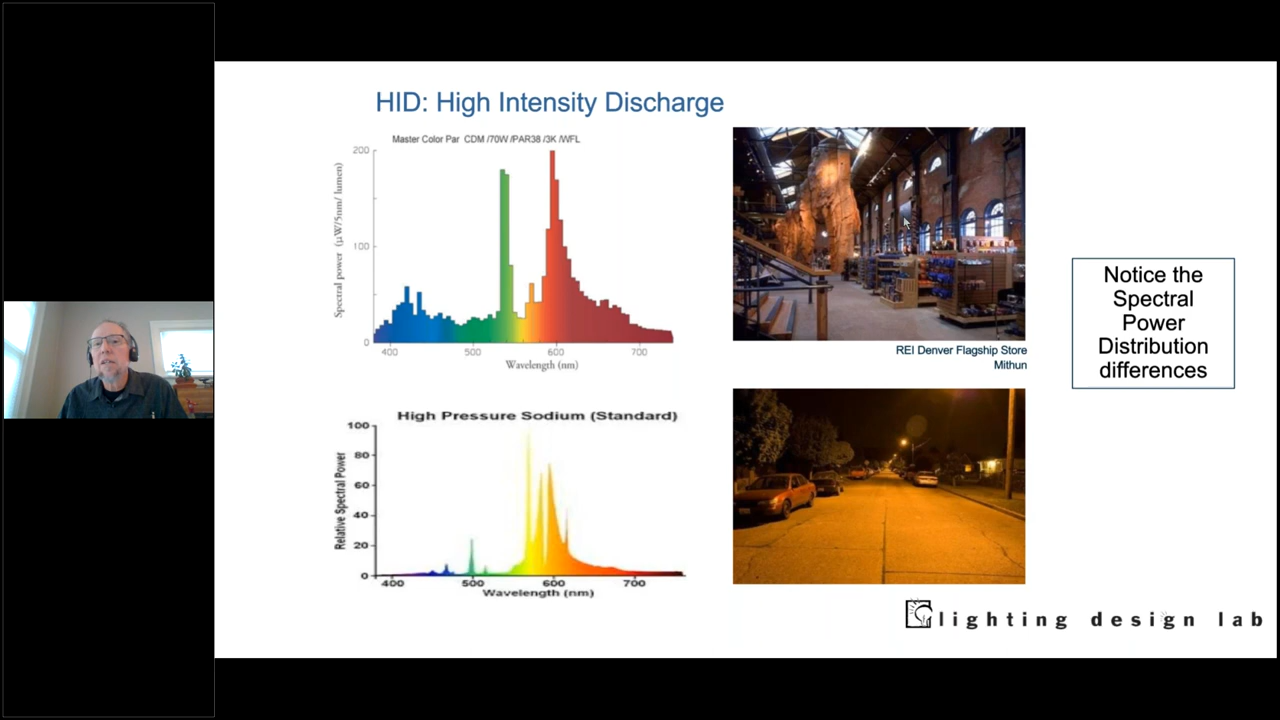 HID: High Intensity Discharge
Master Color Par CDM /70W /PAR38 /3K /WFL
Spectral power (µW/5nm/ lumen)
200
100
0
400 500 600 700
Wavelength (nm)
REI Denver Flagship Store
Mithun
Notice the
Spectral
Power
Distribution
differences
High Pressure Sodium (Standard)
Relative Spectral Power
100
80
60
40
20
0
400 500 600 700
Wavelength (nm)
lighting design lab